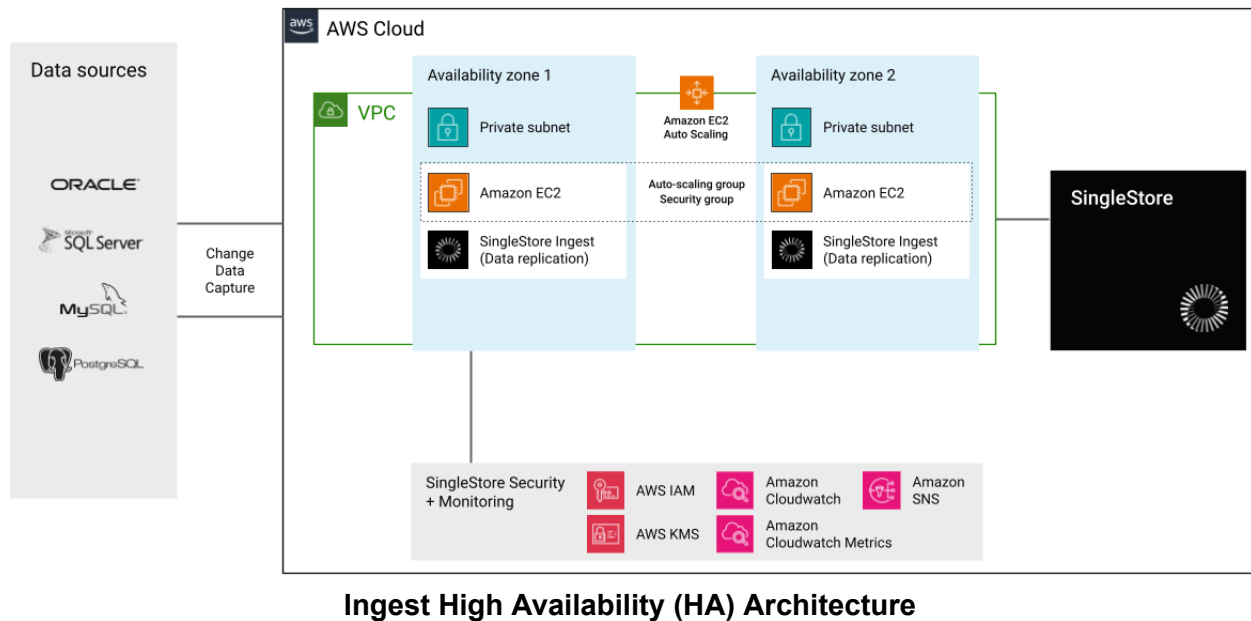 aws
AWS Cloud
Data sources
ORACLE
Microsoft
SQL Server
MySQL
PostgreSQL
Change
Data
Capture
VPC
Availability zone 1
Private subnet
Amazon EC2
SingleStore Ingest
(Data replication)
Amazon EC2
Auto Scaling
Auto-scaling group
Security group
Availability zone 2
Private subnet
Amazon EC2
SingleStore Ingest
(Data replication)
SingleStore
SingleStore Security
+ Monitoring
AWS IAM
AWS KMS
Amazon
Cloudwatch
Amazon
Cloudwatch Metrics
Amazon
SNS
Ingest High Availability (HA) Architecture